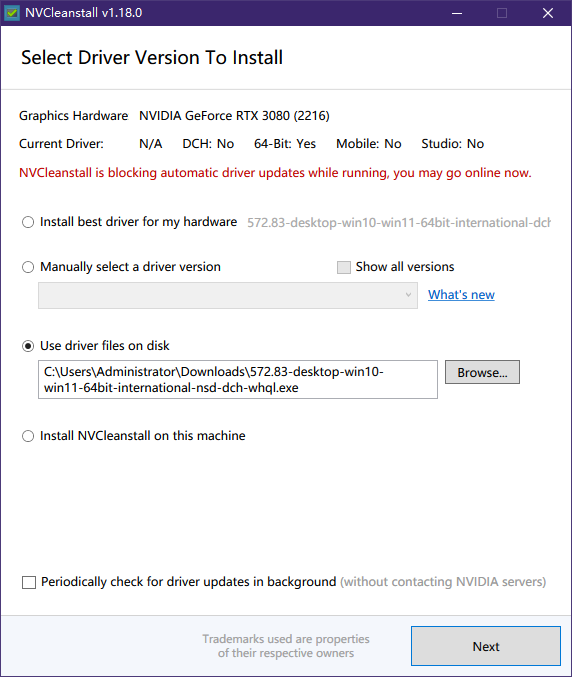 NVCleanstall v1.18.0
Select Driver Version To Install
Graphics Hardware NVIDIA GeForce RTX 3080 (2216)
Current Driver: N/A DCH: No 64-Bit: Yes Mobile: No Studio: No
NVCleanstall is blocking automatic driver updates while running, you may go online now.
Install best driver for my hardware 572.83-desktop-win10-win11-64bit-international-dch
Manually select a driver version Show all versions
What's new
Use driver files on disk
C:\Users\Administrator\Downloads\572.83-desktop-win10-
win11-64bit-international-nsd-dch-whql.exe
Browse...
Install NVCleanstall on this machine
Periodically check for driver updates in background (without contacting NVIDIA servers)
Trademarks used are properties
of their respective owners
Next